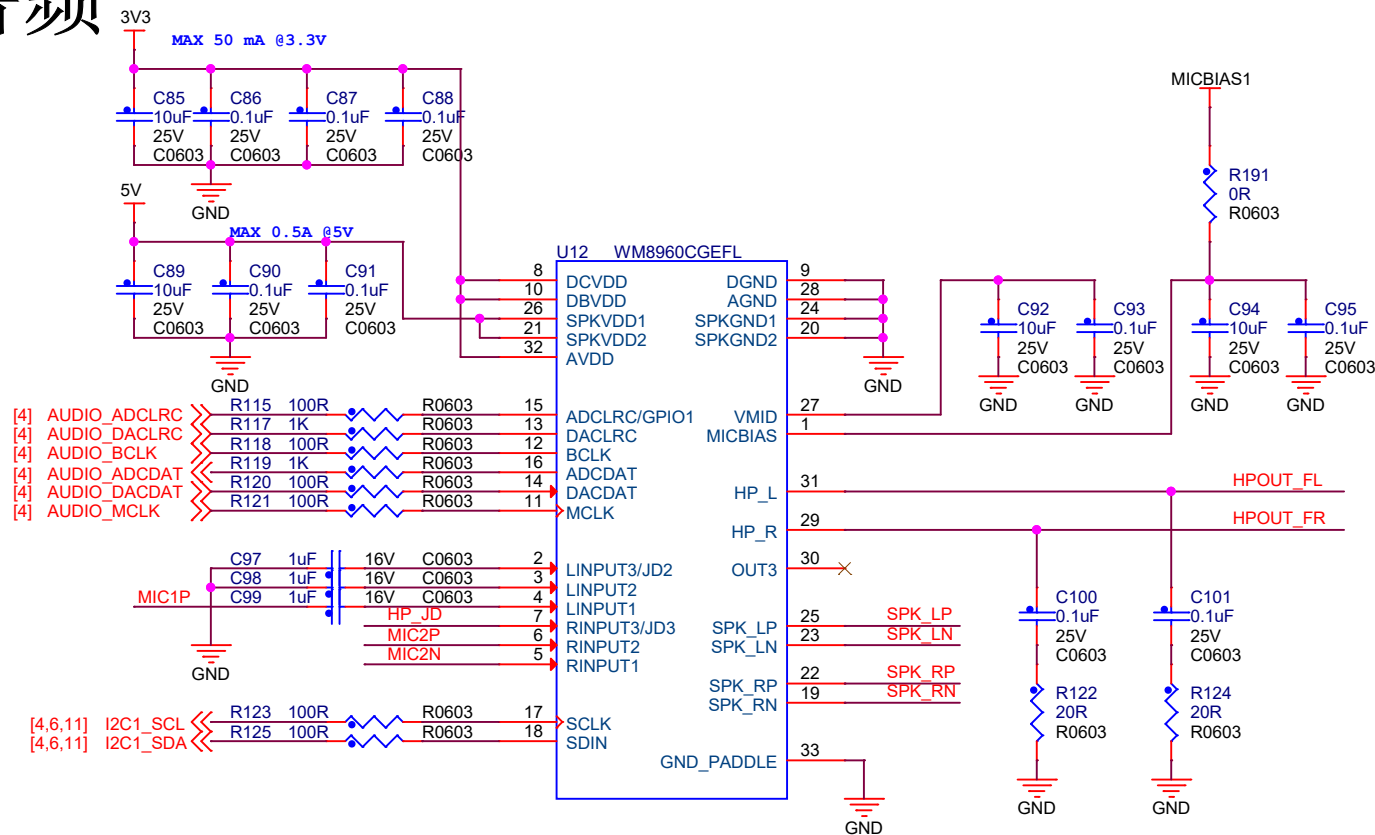 音频
3V3
MAX 50 mA @3.3V
C85 C86 C87 C88
10uF 0.1uF 0.1uF 0.1uF
25V 25V 25V 25V
C0603 C0603 C0603 C0603
GND
5V
MAX 0.5A @5V
C89 C90 C91
10uF 0.1uF 0.1uF
25V 25V 25V
C0603 C0603 C0603
GND
MICBIAS1
R191
0R
R0603
U12 WM8960CGEFL
8 DCVDD
10 DBVDD
26 SPKVDD1
21 SPKVDD2
32 AVDD
DGND 9
AGND 28
SPKGND1 24
SPKGND2 20
GND
C92 C93 C94 C95
10uF 0.1uF 10uF 0.1uF
25V 25V 25V 25V
C0603 C0603 C0603 C0603
GND GND GND GND
[4] AUDIO_ADCLRC R115 100R R0603 15 ADCLRC/GPIO1
[4] AUDIO_DACLRC R117 1K R0603 13 DACLRC
[4] AUDIO_BCLK R118 100R R0603 12 BCLK
[4] AUDIO_ADCDAT R119 1K R0603 16 ADCDAT
[4] AUDIO_DACDAT R120 100R R0603 14 DACDAT
[4] AUDIO_MCLK R121 100R R0603 11 MCLK
VMID 27
MICBIAS 1
HP_L 31 HPOUT_FL
HP_R 29 HPOUT_FR
OUT3 30
C97 1uF 16V C0603 2 LINPUT3/JD2
C98 1uF 16V C0603 3 LINPUT2
MIC1P C99 1uF 16V C0603 4 LINPUT1
HP_JD 7 RINPUT3/JD3
MIC2P 6 RINPUT2
MIC2N 5 RINPUT1
GND
SPK_LP 25 SPK_LP
SPK_LN 23 SPK_LN
SPK_RP 22 SPK_RP
SPK_RN 19 SPK_RN
C100 C101
0.1uF 0.1uF
25V 25V
C0603 C0603
R122 R124
20R 20R
R0603 R0603
GND GND
[4,6,11] I2C1_SCL R123 100R R0603 17 SCLK
[4,6,11] I2C1_SDA R125 100R R0603 18 SDIN
GND_PADDLE 33
GND